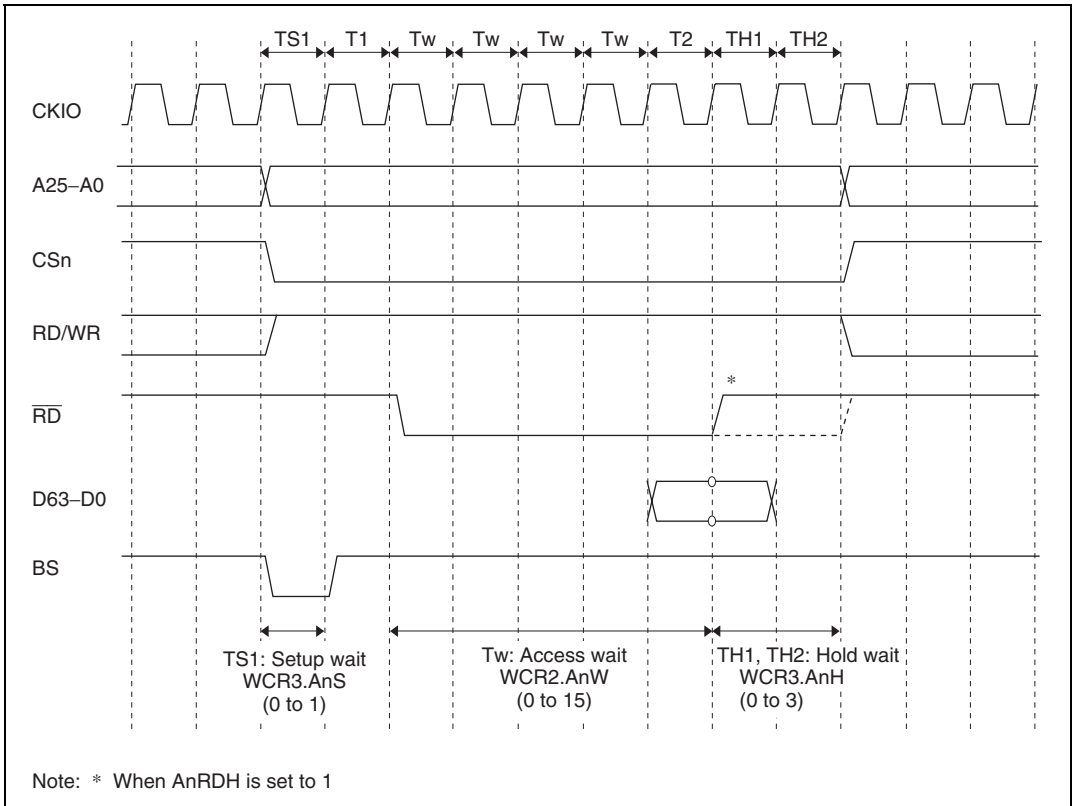 TS1 T1 Tw Tw Tw Tw T2 TH1 TH2
CKIO
A25–A0
CSn
RD/WR
*
RD
D63–D0
BS
TS1: Setup wait
WCR3.AnS
(0 to 1)
Tw: Access wait
WCR2.AnW
(0 to 15)
TH1, TH2: Hold wait
WCR3.AnH
(0 to 3)
Note: * When AnRDH is set to 1